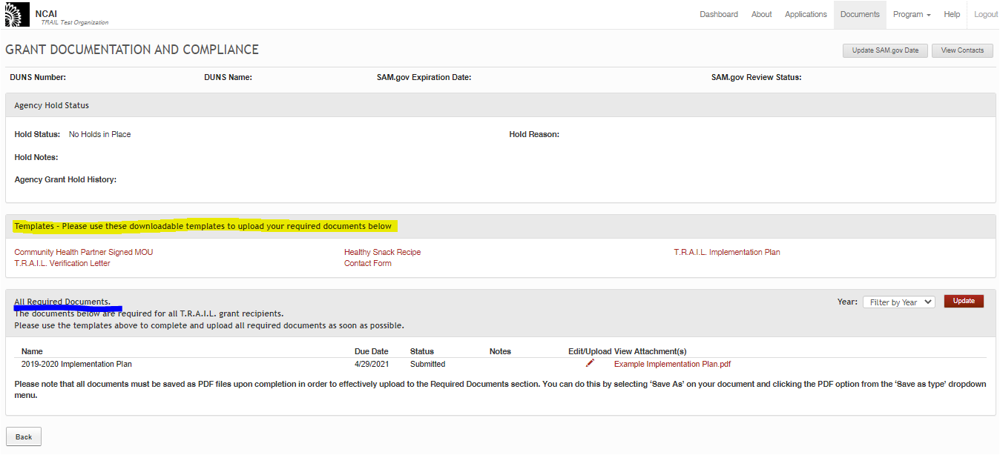 NCAI
TRAIL Test Organization
Dashboard About Applications Documents Program Help Logout
GRANT DOCUMENTATION AND COMPLIANCE
Update SAM.gov Date View Contacts
DUNS Number: DUNS Name: SAM.gov Expiration Date: SAM.gov Review Status:
Agency Hold Status
Hold Status: No Holds in Place Hold Reason:
Hold Notes:
Agency Grant Hold History:
Templates - Please use these downloadable templates to upload your required documents below
Community Health Partner Signed MOU Healthy Snack Recipe T.R.A.I.L. Implementation Plan
T.R.A.I.L. Verification Letter Contact Form
All Required Documents. Year: Filter by Year Update
The documents below are required for all T.R.A.I.L. grant recipients.
Please use the templates above to complete and upload all required documents as soon as possible.
Name Due Date Status Notes Edit/Upload View Attachment(s)
2019-2020 Implementation Plan 4/29/2021 Submitted Example Implementation Plan.pdf
Please note that all documents must be saved as PDF files upon completion in order to effectively upload to the Required Documents section. You can do this by selecting ‘Save As’ on your document and clicking the PDF option from the ‘Save as type’ dropdown
menu.
Back